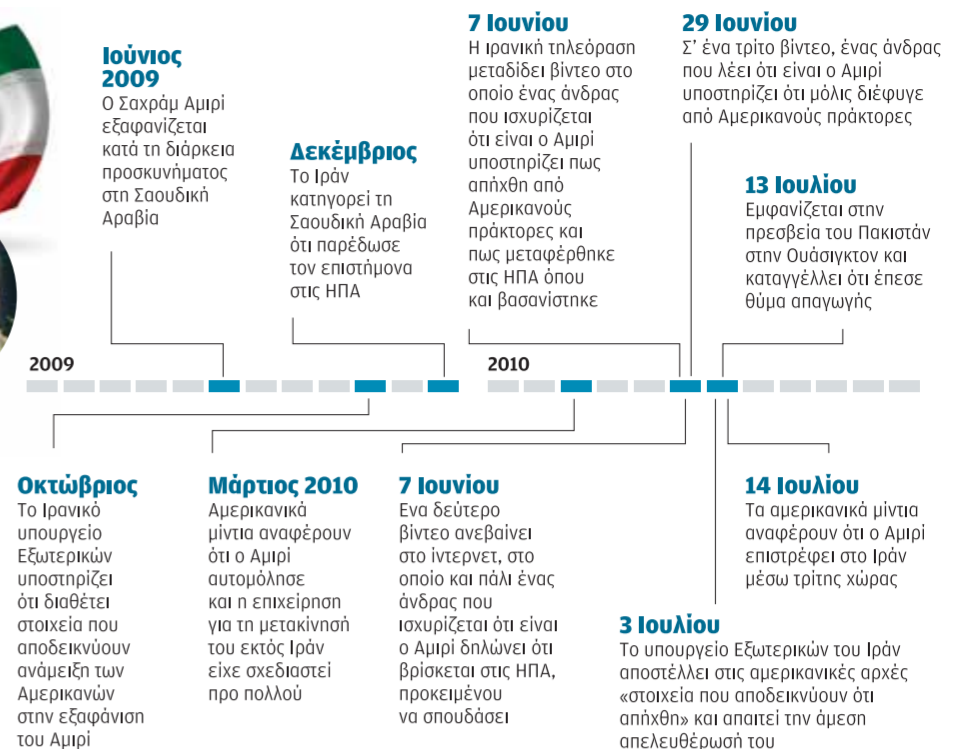 Ιούνιος
2009
Ο Σαχράμ Αμιρί
εξαφανίζεται
κατά τη διάρκεια
προσκυνήματος
στη Σαουδική
Αραβία
Δεκέμβριος
Το Ιράν
κατηγορεί τη
Σαουδική Αραβία
ότι παρέδωσε
τον επιστήμονα
στις ΗΠΑ
7 Ιουνίου
Η ιρανική τηλεόραση
μεταδίδει βίντεο στο
οποίο ένας άνδρας
που ισχυρίζεται
ότι είναι ο Αμιρί
υποστηρίζει πως
απήχθη από
Αμερικανούς
πράκτορες και
πως μεταφέρθηκε
στις ΗΠΑ όπου
και βασανίστηκε
29 Ιουνίου
Σ’ ένα τρίτο βίντεο, ένας άνδρας
που λέει ότι είναι ο Αμιρί
υποστηρίζει ότι μόλις διέφυγε
από Αμερικανούς πράκτορες
13 Ιουλίου
Εμφανίζεται στην
πρεσβεία του Πακιστάν
στην Ουάσιγκτον και
καταγγέλλει ότι έπεσε
θύμα απαγωγής
2009
2010
Οκτώβριος
Το Ιρανικό
υπουργείο
Εξωτερικών
υποστηρίζει
ότι διαθέτει
στοιχεία που
αποδεικνύουν
ανάμειξη των
Αμερικανών
στην εξαφάνιση
του Αμιρί
Μάρτιος 2010
Αμερικανικά
μίντια αναφέρουν
ότι ο Αμιρί
αυτομόλησε
και η επιχείρηση
για τη μετακίνησή
του εκτός Ιράν
είχε σχεδιαστεί
προ πολλού
7 Ιουνίου
Ενα δεύτερο
βίντεο ανεβαίνει
στο ίντερνετ, στο
οποίο και πάλι ένας
άνδρας που
ισχυρίζεται ότι είναι
ο Αμιρί δηλώνει ότι
βρίσκεται στις ΗΠΑ,
προκειμένου
να σπουδάσει
14 Ιουλίου
Τα αμερικανικά μίντια
αναφέρουν ότι ο Αμιρί
επιστρέφει στο Ιράν
μέσω τρίτης χώρας
3 Ιουλίου
Το υπουργείο Εξωτερικών του Ιράν
αποστέλλει στις αμερικανικές αρχές
«στοιχεία που αποδεικνύουν ότι
απήχθη» και απαιτεί την άμεση
απελευθέρωσή του